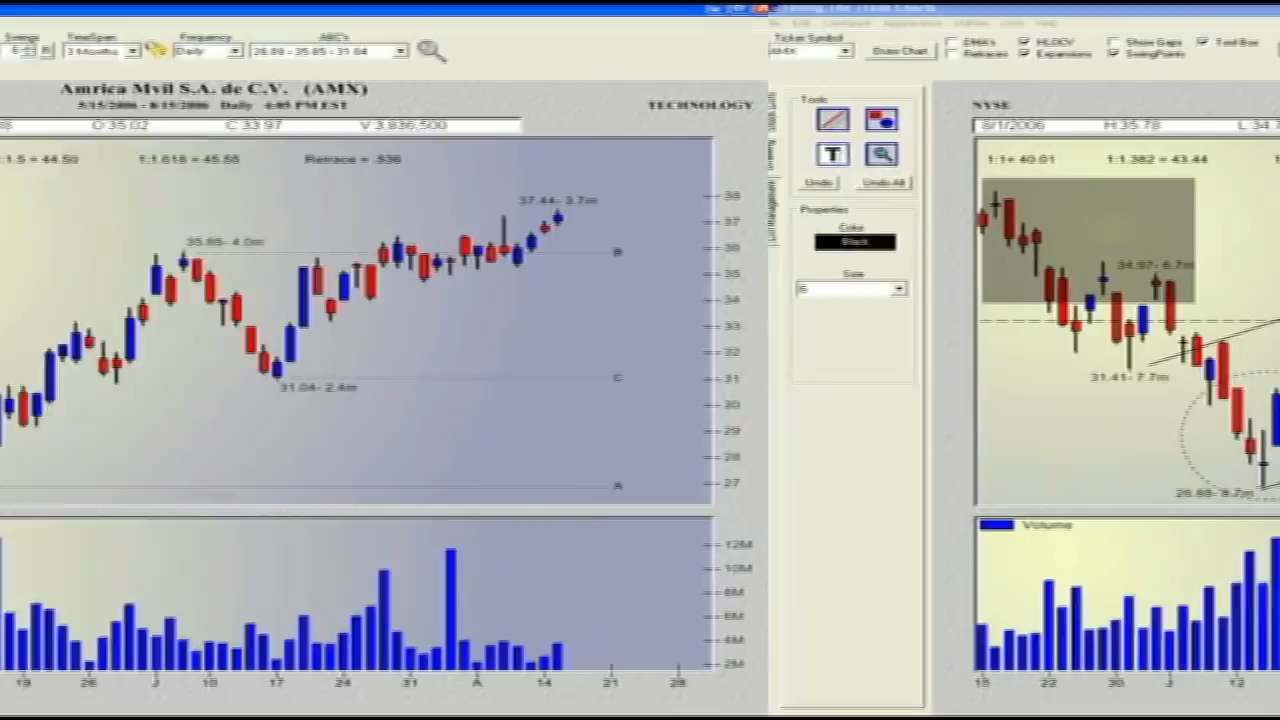 Swings TimeSpan Frequency ABC's
6 R 3 Months Daily 26.88 - 35.85 - 31.04
Amrica Mvil S.A. de C.V. (AMX)
5/15/2006 - 8/15/2006 Daily 4:05 PM EST
TECHNOLOGY
O:35.02 C:33.97 V:3,836,500
:1.5 = 44.50 1:1.618 = 45.55 Retrace = .536
37.44- 3.7m
35.85- 4.0m
31.04- 2.4m
B
C
A
38
37
36
35
34
33
32
31
30
29
28
27
12M
10M
8M
6M
4M
2M
19 26 J 10 17 24 31 A 14 21 28
Ticker Symbol
AMX
Draw Chart
EMA's HLOCV Show Gaps Tool Box
Retraces Expansions SwingPoints
Tools
T
Undo Undo All
Properties
Color
Black
Size
6
NYSE
8/1/2006 H:35.78 L:34.7
1:1= 40.01 1:1.382 = 43.44
34.97- 6.7m
31.41- 7.7m
26.88- 8.7m
Volume
15 22 30 J 12